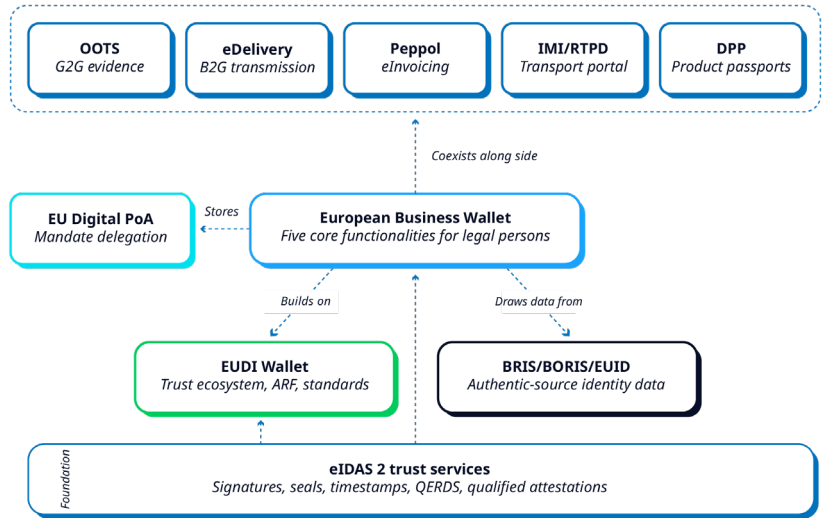 OOTS
G2G evidence
eDelivery
B2G transmission
Peppol
eInvoicing
IMI/RTPD
Transport portal
DPP
Product passports
Coexists along side
EU Digital PoA
Mandate delegation
Stores
European Business Wallet
Five core functionalities for legal persons
Builds on
Draws data from
EUDI Wallet
Trust ecosystem, ARF, standards
BRIS/BORIS/EUID
Authentic-source identity data
Foundation
eIDAS 2 trust services
Signatures, seals, timestamps, QERDS, qualified attestations